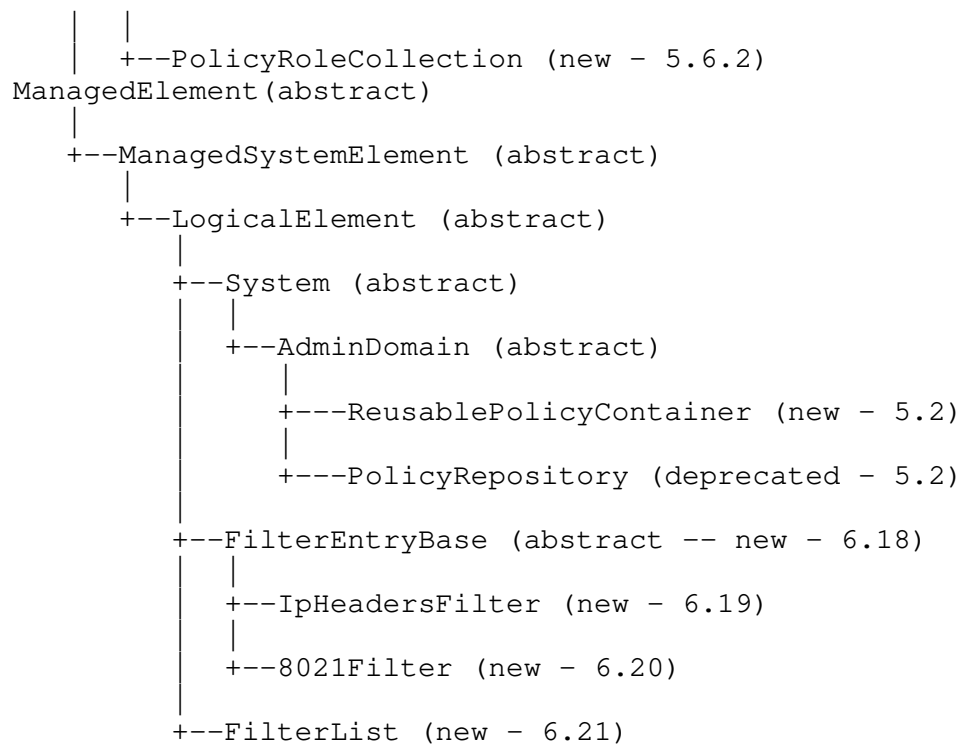 |  |
   |  +--PolicyRoleCollection (new - 5.6.2)
ManagedElement(abstract)
   |
   +--ManagedSystemElement (abstract)
      |
      +--LogicalElement (abstract)
         |
         +--System (abstract)
         |  |
         |  +--AdminDomain (abstract)
         |     |
         |     +---ReusablePolicyContainer (new - 5.2)
         |     |
         |     +---PolicyRepository (deprecated - 5.2)
         |
         +--FilterEntryBase (abstract -- new - 6.18)
         |  |
         |  +--IpHeadersFilter (new - 6.19)
         |  |
         |  +--8021Filter (new - 6.20)
         |
         +--FilterList (new - 6.21)